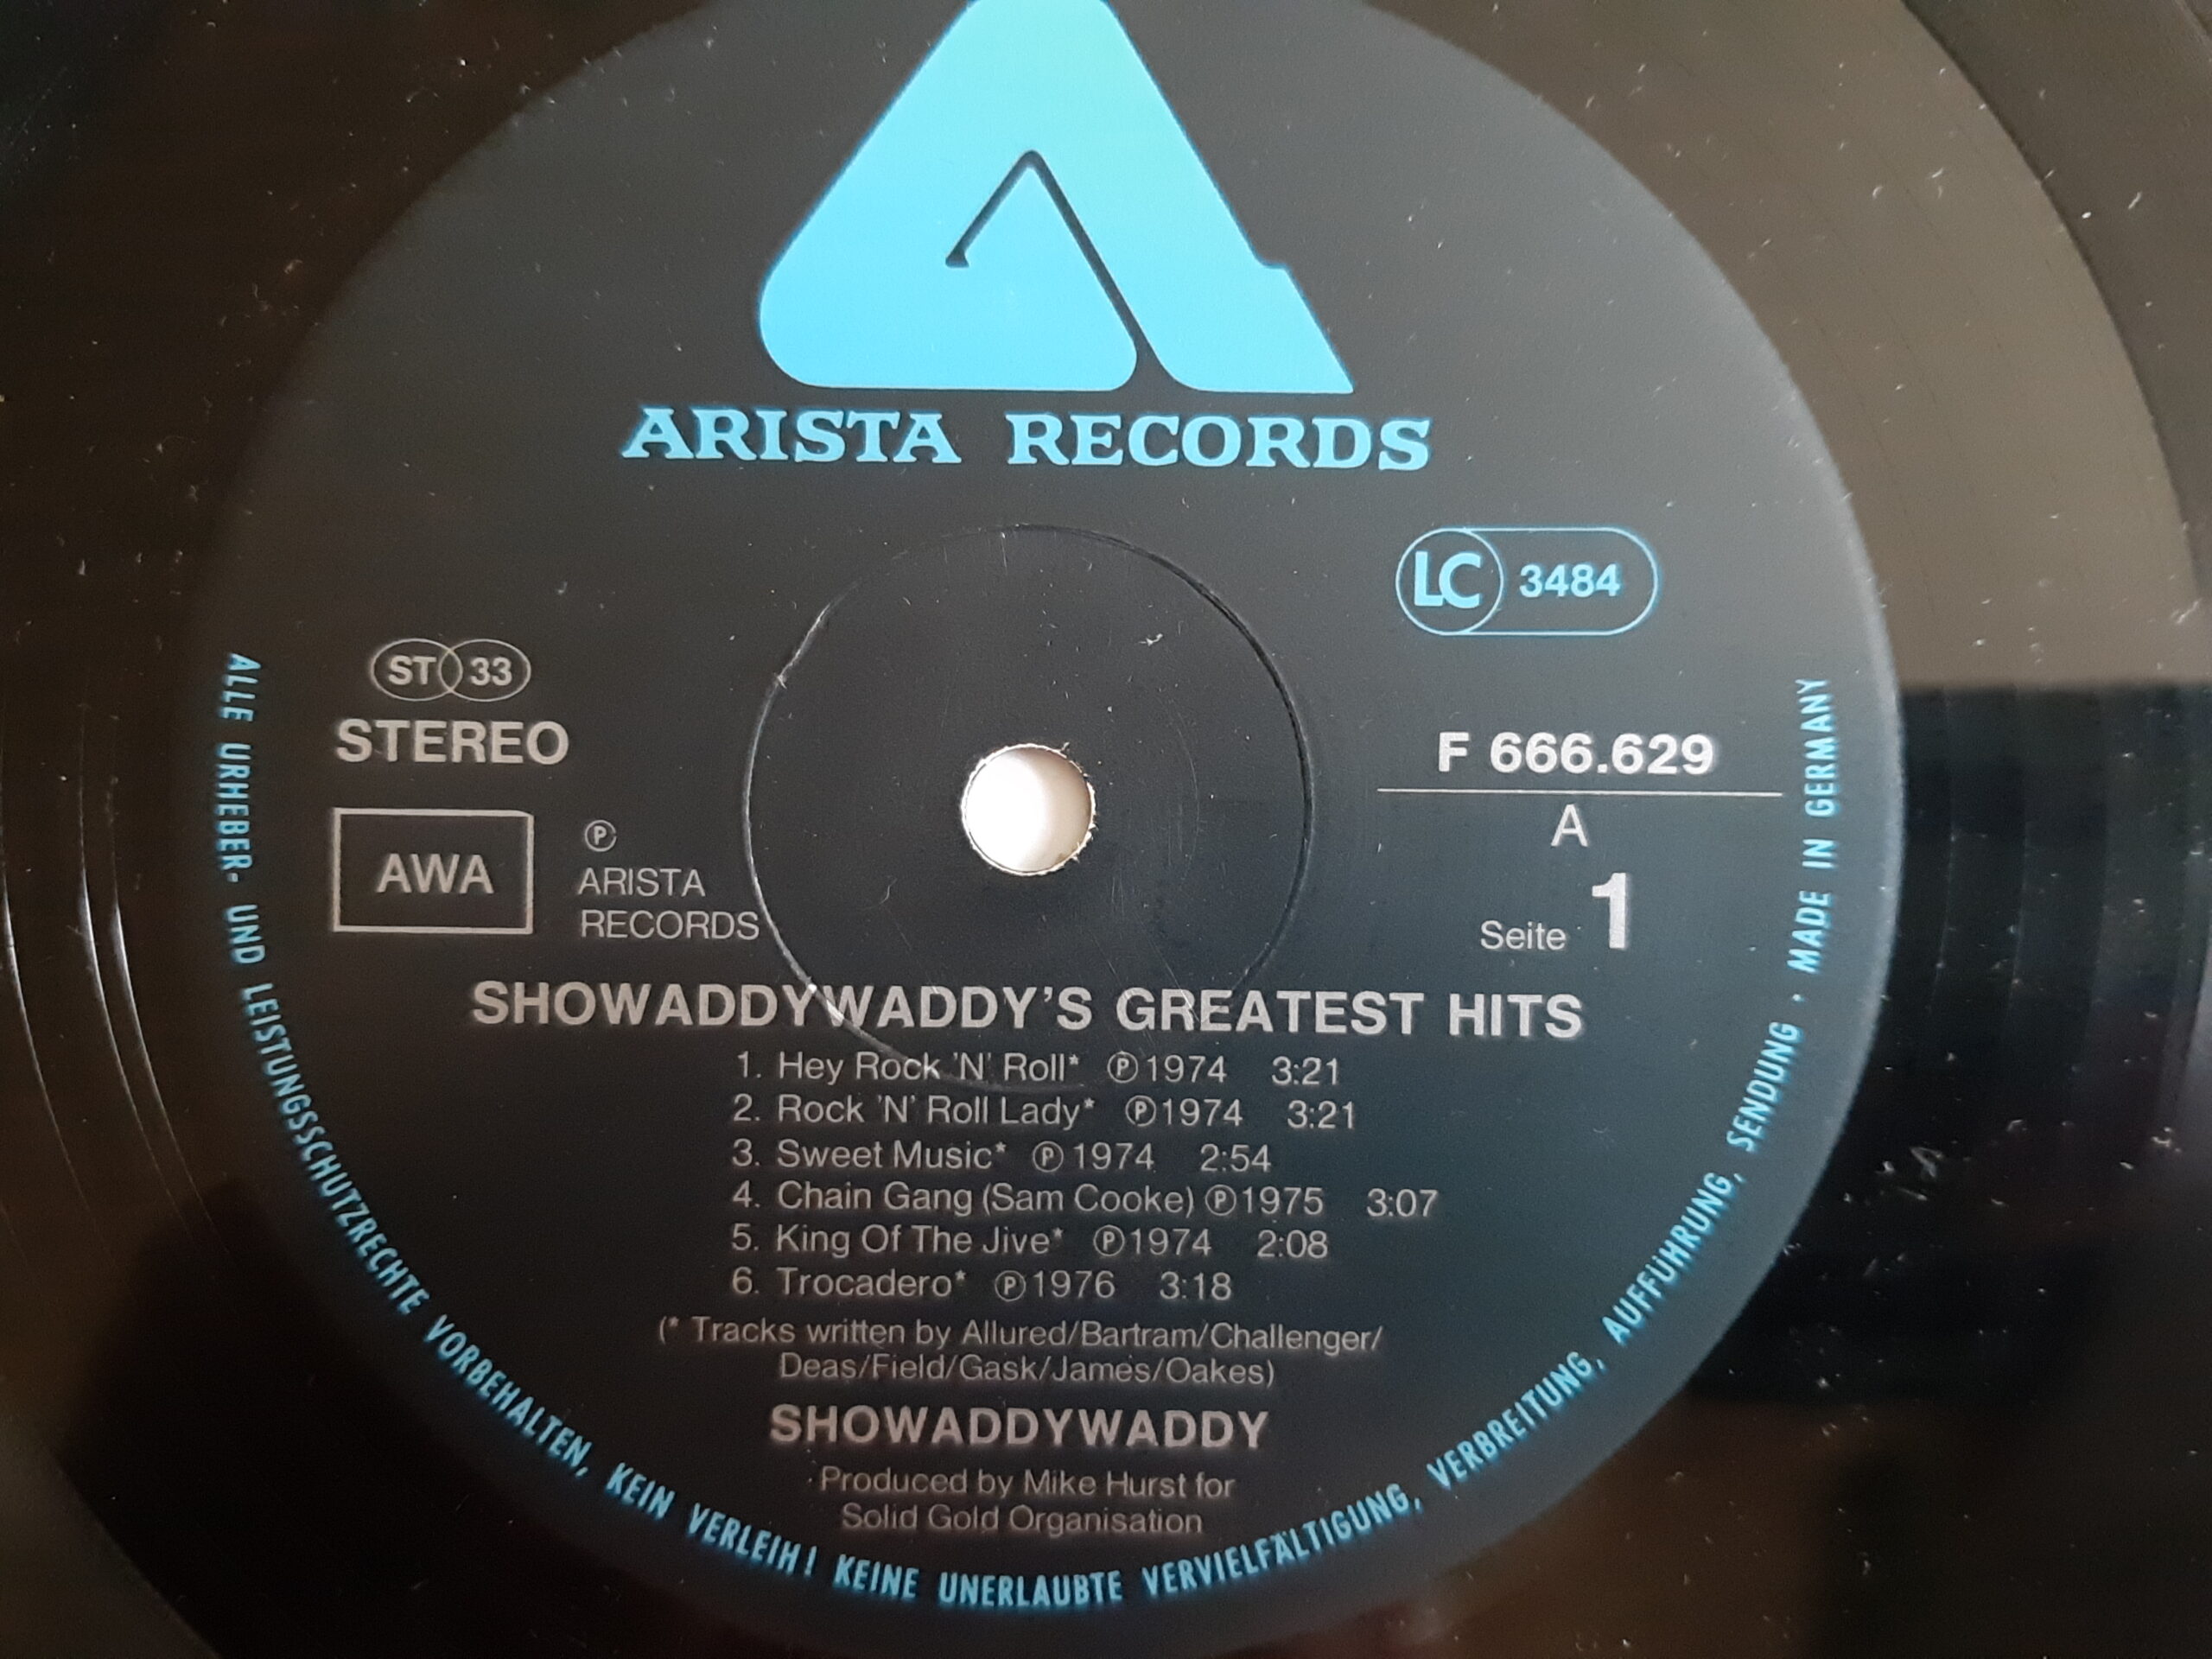 ARISTA RECORDS
LC 3484
ST 33
STEREO
F 666.629
AWA
℗
ARISTA
RECORDS
A
Seite 1
SHOWADDYWADDY'S GREATEST HITS
1. Hey Rock 'N' Roll* ℗1974 3:21
2. Rock 'N' Roll Lady* ℗1974 3:21
3. Sweet Music* ℗1974 2:54
4. Chain Gang (Sam Cooke) ℗1975 3:07
5. King Of The Jive* ℗1974 2:08
6. Trocadero* ℗1976 3:18
(* Tracks written by Allured/Bartram/Challenger/
Deas/Field/Gask/James/Oakes)
SHOWADDYWADDY
Produced by Mike Hurst for
Solid Gold Organisation
ALLE URHEBER- UND LEISTUNGSSCHUTZRECHTE VORBEHALTEN, KEIN VERLEIH! KEINE UNERLAUBTE VERVIELFÄLTIGUNG, VERBREITUNG, AUFFÜHRUNG, SENDUNG · MADE IN GERMANY